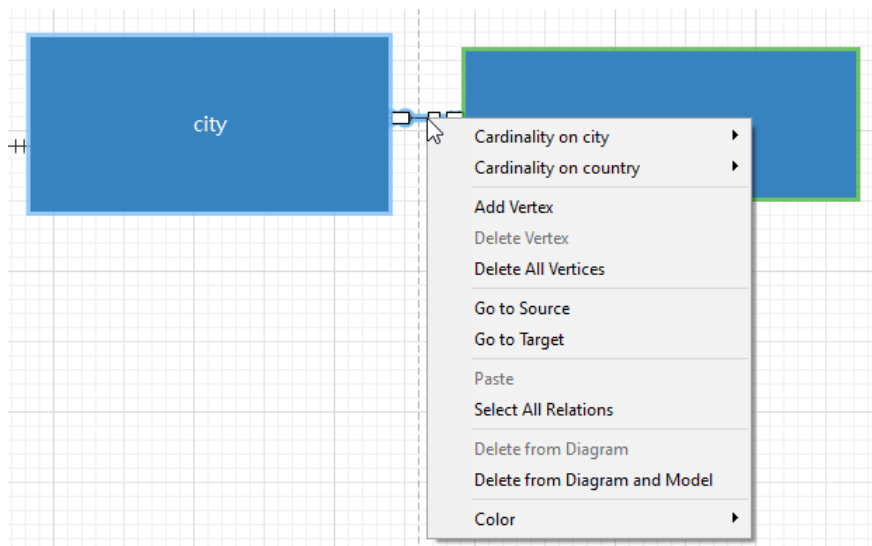 city
Cardinality on city
Cardinality on country
Add Vertex
Delete Vertex
Delete All Vertices
Go to Source
Go to Target
Paste
Select All Relations
Delete from Diagram
Delete from Diagram and Model
Color